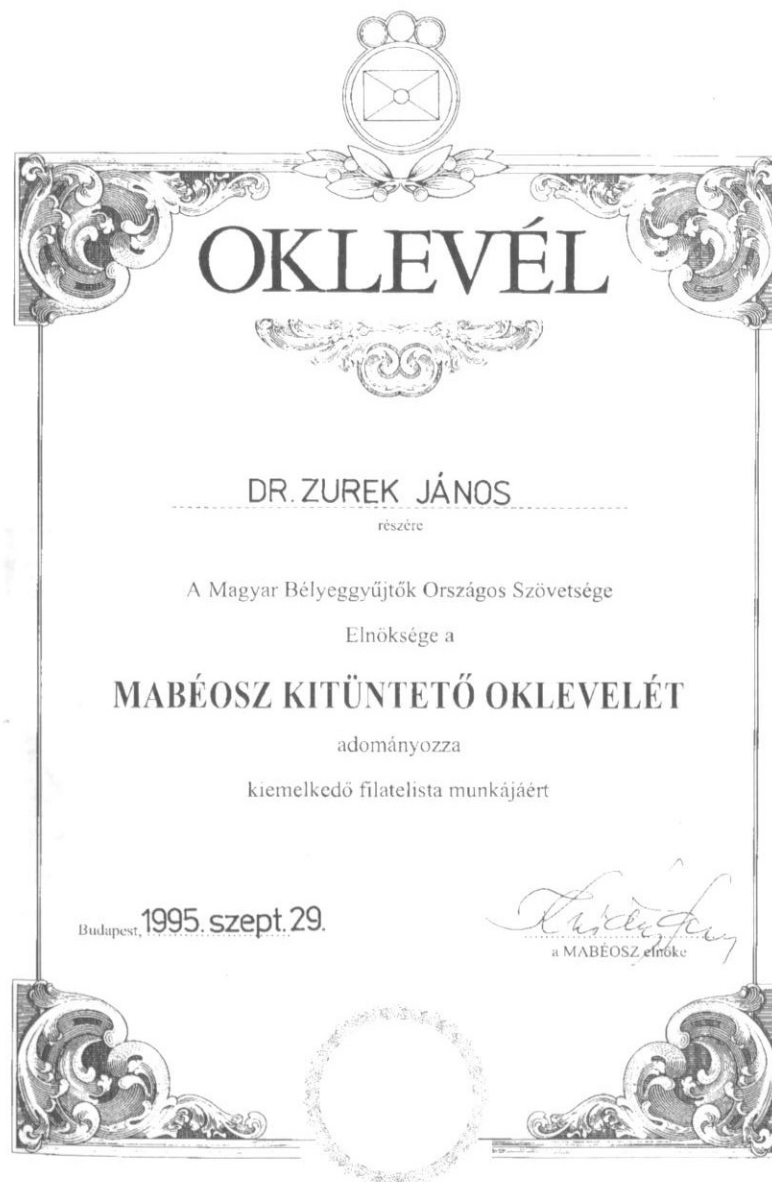 OKLEVÉL
DR. ZUREK JÁNOS
részére
A Magyar Bélyeggyűjtők Országos Szövetsége
Elnöksége a
MABÉOSZ KITÜNTETŐ OKLEVELÉT
adományozza
kiemelkedő filatelista munkájáért
Budapest, 1995. szept. 29.
a MABÉOSZ elnöke